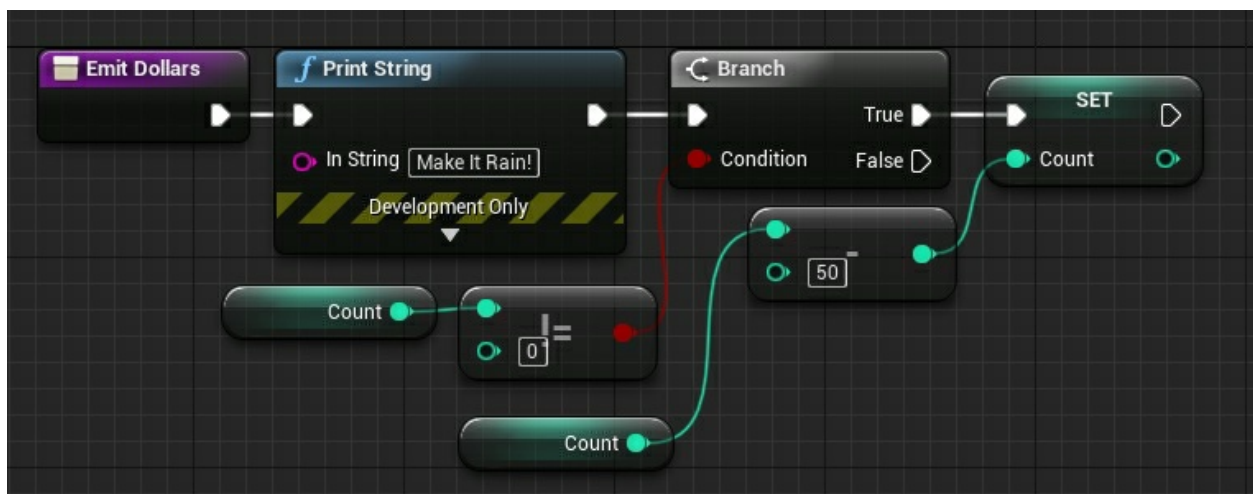 Emit Dollars
Print String
In String Make It Rain!
Development Only
Branch
True
Condition False
SET
Count
- 50
Count
!= 0
Count